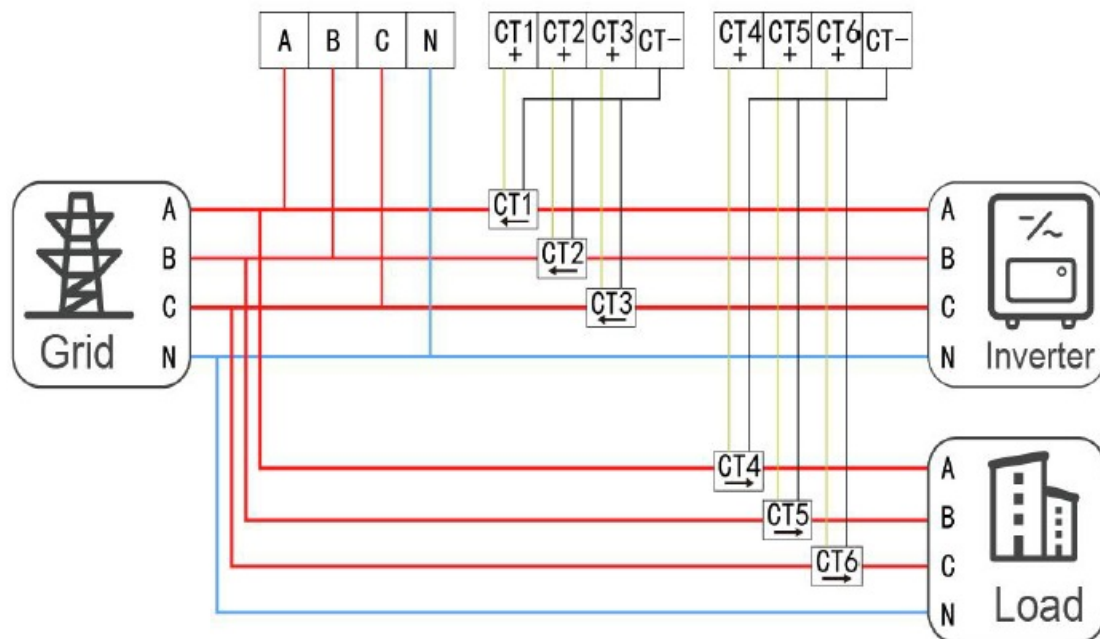 A B C N
CT1 + CT2 + CT3 + CT-
CT4 + CT5 + CT6 + CT-
A CT1 A
B CT2 B
C CT3 C
N N
Grid
Inverter
CT4 A
CT5 B
CT6 C
N
Load